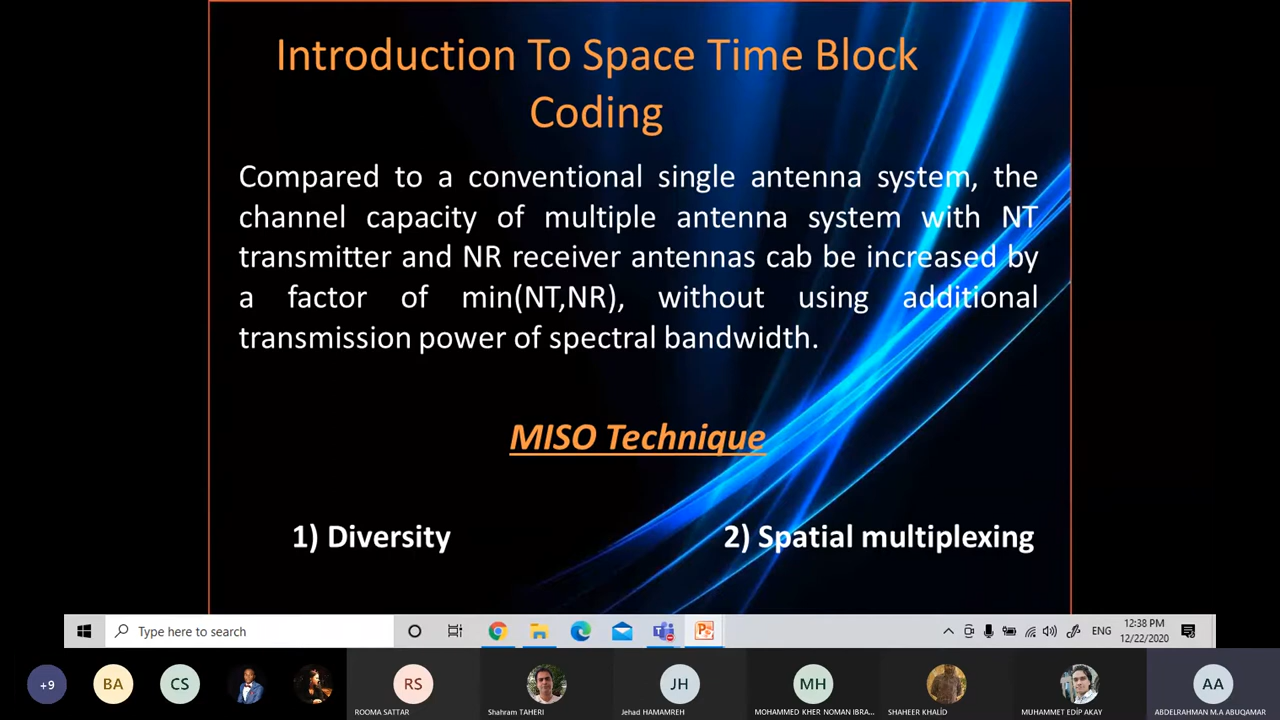 Introduction To Space Time Block
Coding
Compared to a conventional single antenna system, the
channel capacity of multiple antenna system with NT
transmitter and NR receiver antennas cab be increased by
a factor of min(NT,NR), without using additional
transmission power of spectral bandwidth.
MISO Technique
1) Diversity
2) Spatial multiplexing
Type here to search
ENG
12:38 PM
12/22/2020
+9
BA
CS
RS
JH
MH
AA
ROOMA SATTAR
Shahram TAHERI
Jehad HAMAMREH
MOHAMMED KHER NOMAN IBRA...
SHAHEER KHALİD
MUHAMMET EDİP AKAY
ABDELRAHMAN M.A ABUQAMAR